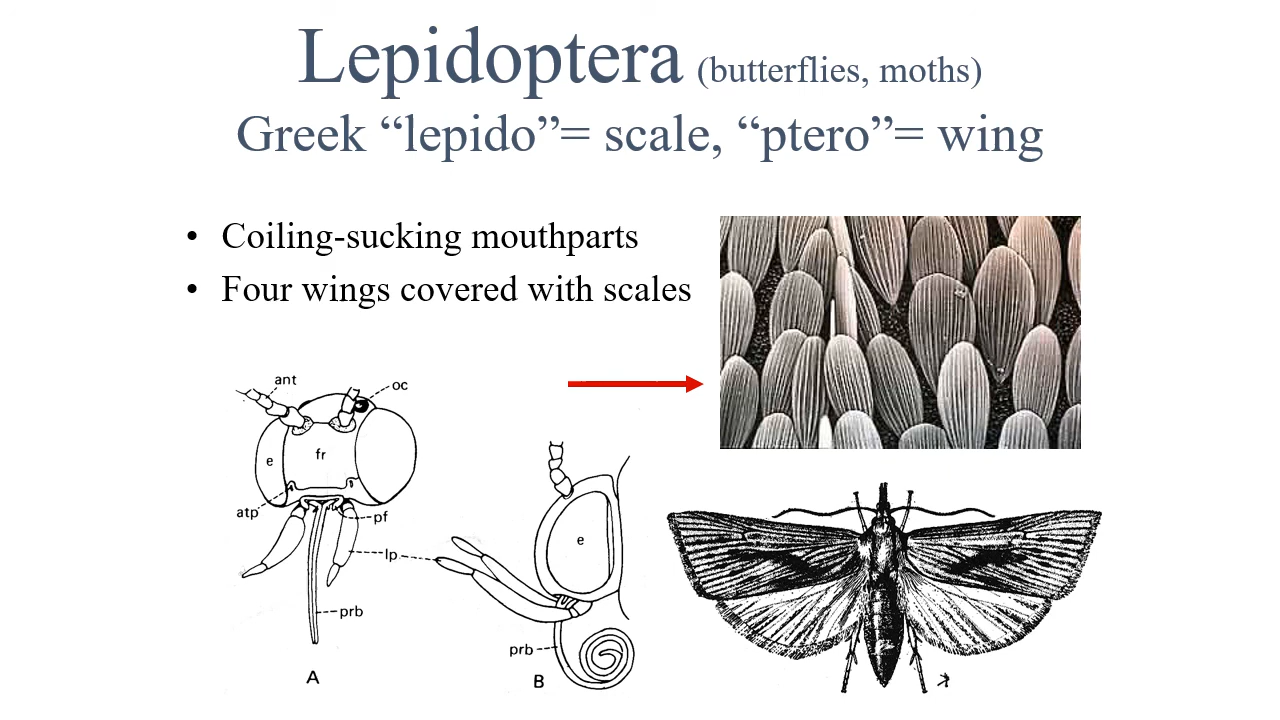 Lepidoptera (butterflies, moths)
Greek “lepido”= scale, “ptero”= wing
• Coiling-sucking mouthparts
• Four wings covered with scales
ant
oc
e
fr
atp
pf
lp
prb
A
e
prb
B